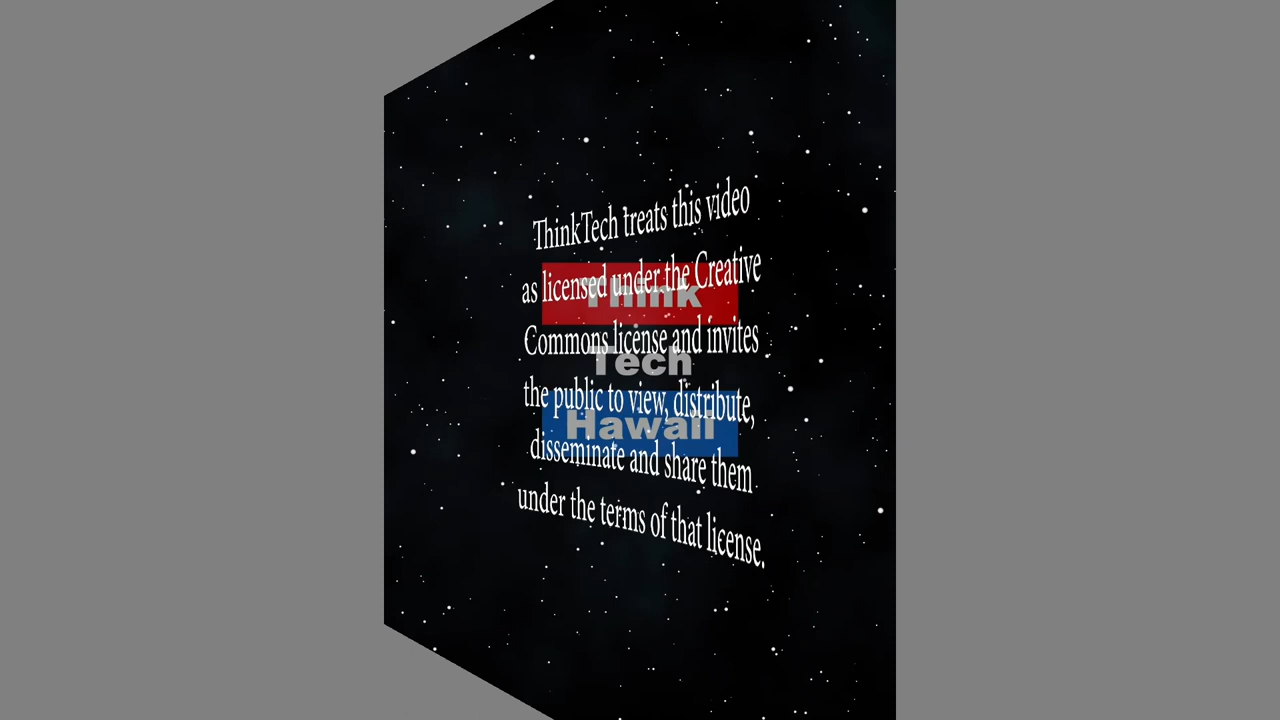 ThinkTech treats this video
as licensed under the Creative
Commons license and invites
the public to view, distribute,
disseminate and share them
under the terms of that license.
Think
Tech
Hawaii